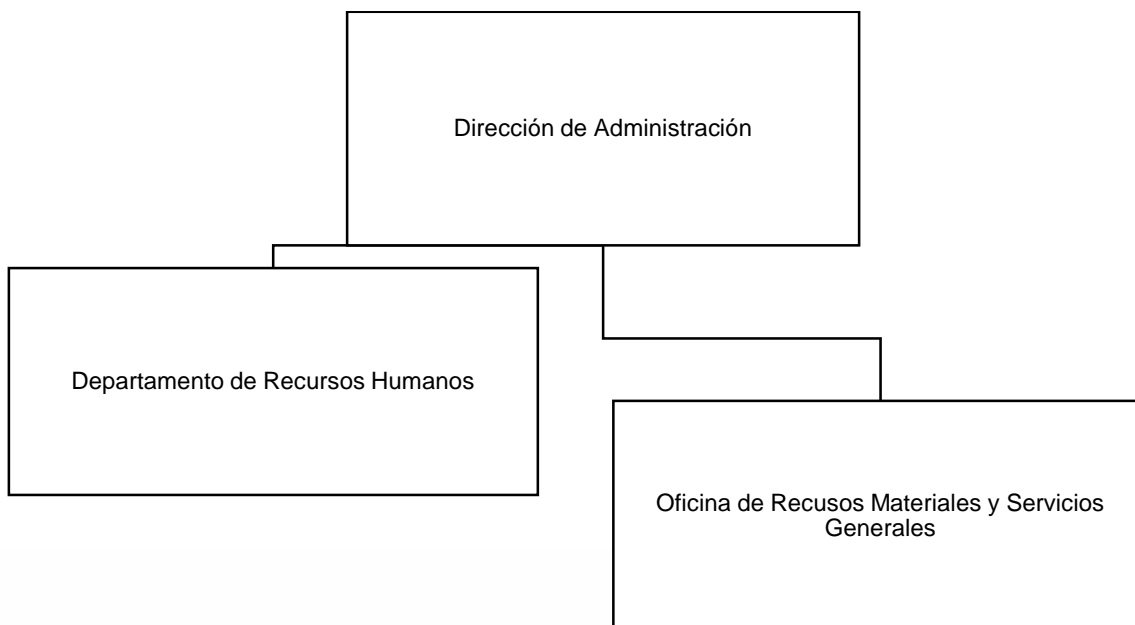 Dirección de Administración
Departamento de Recursos Humanos
Oficina de Recusos Materiales y Servicios
Generales